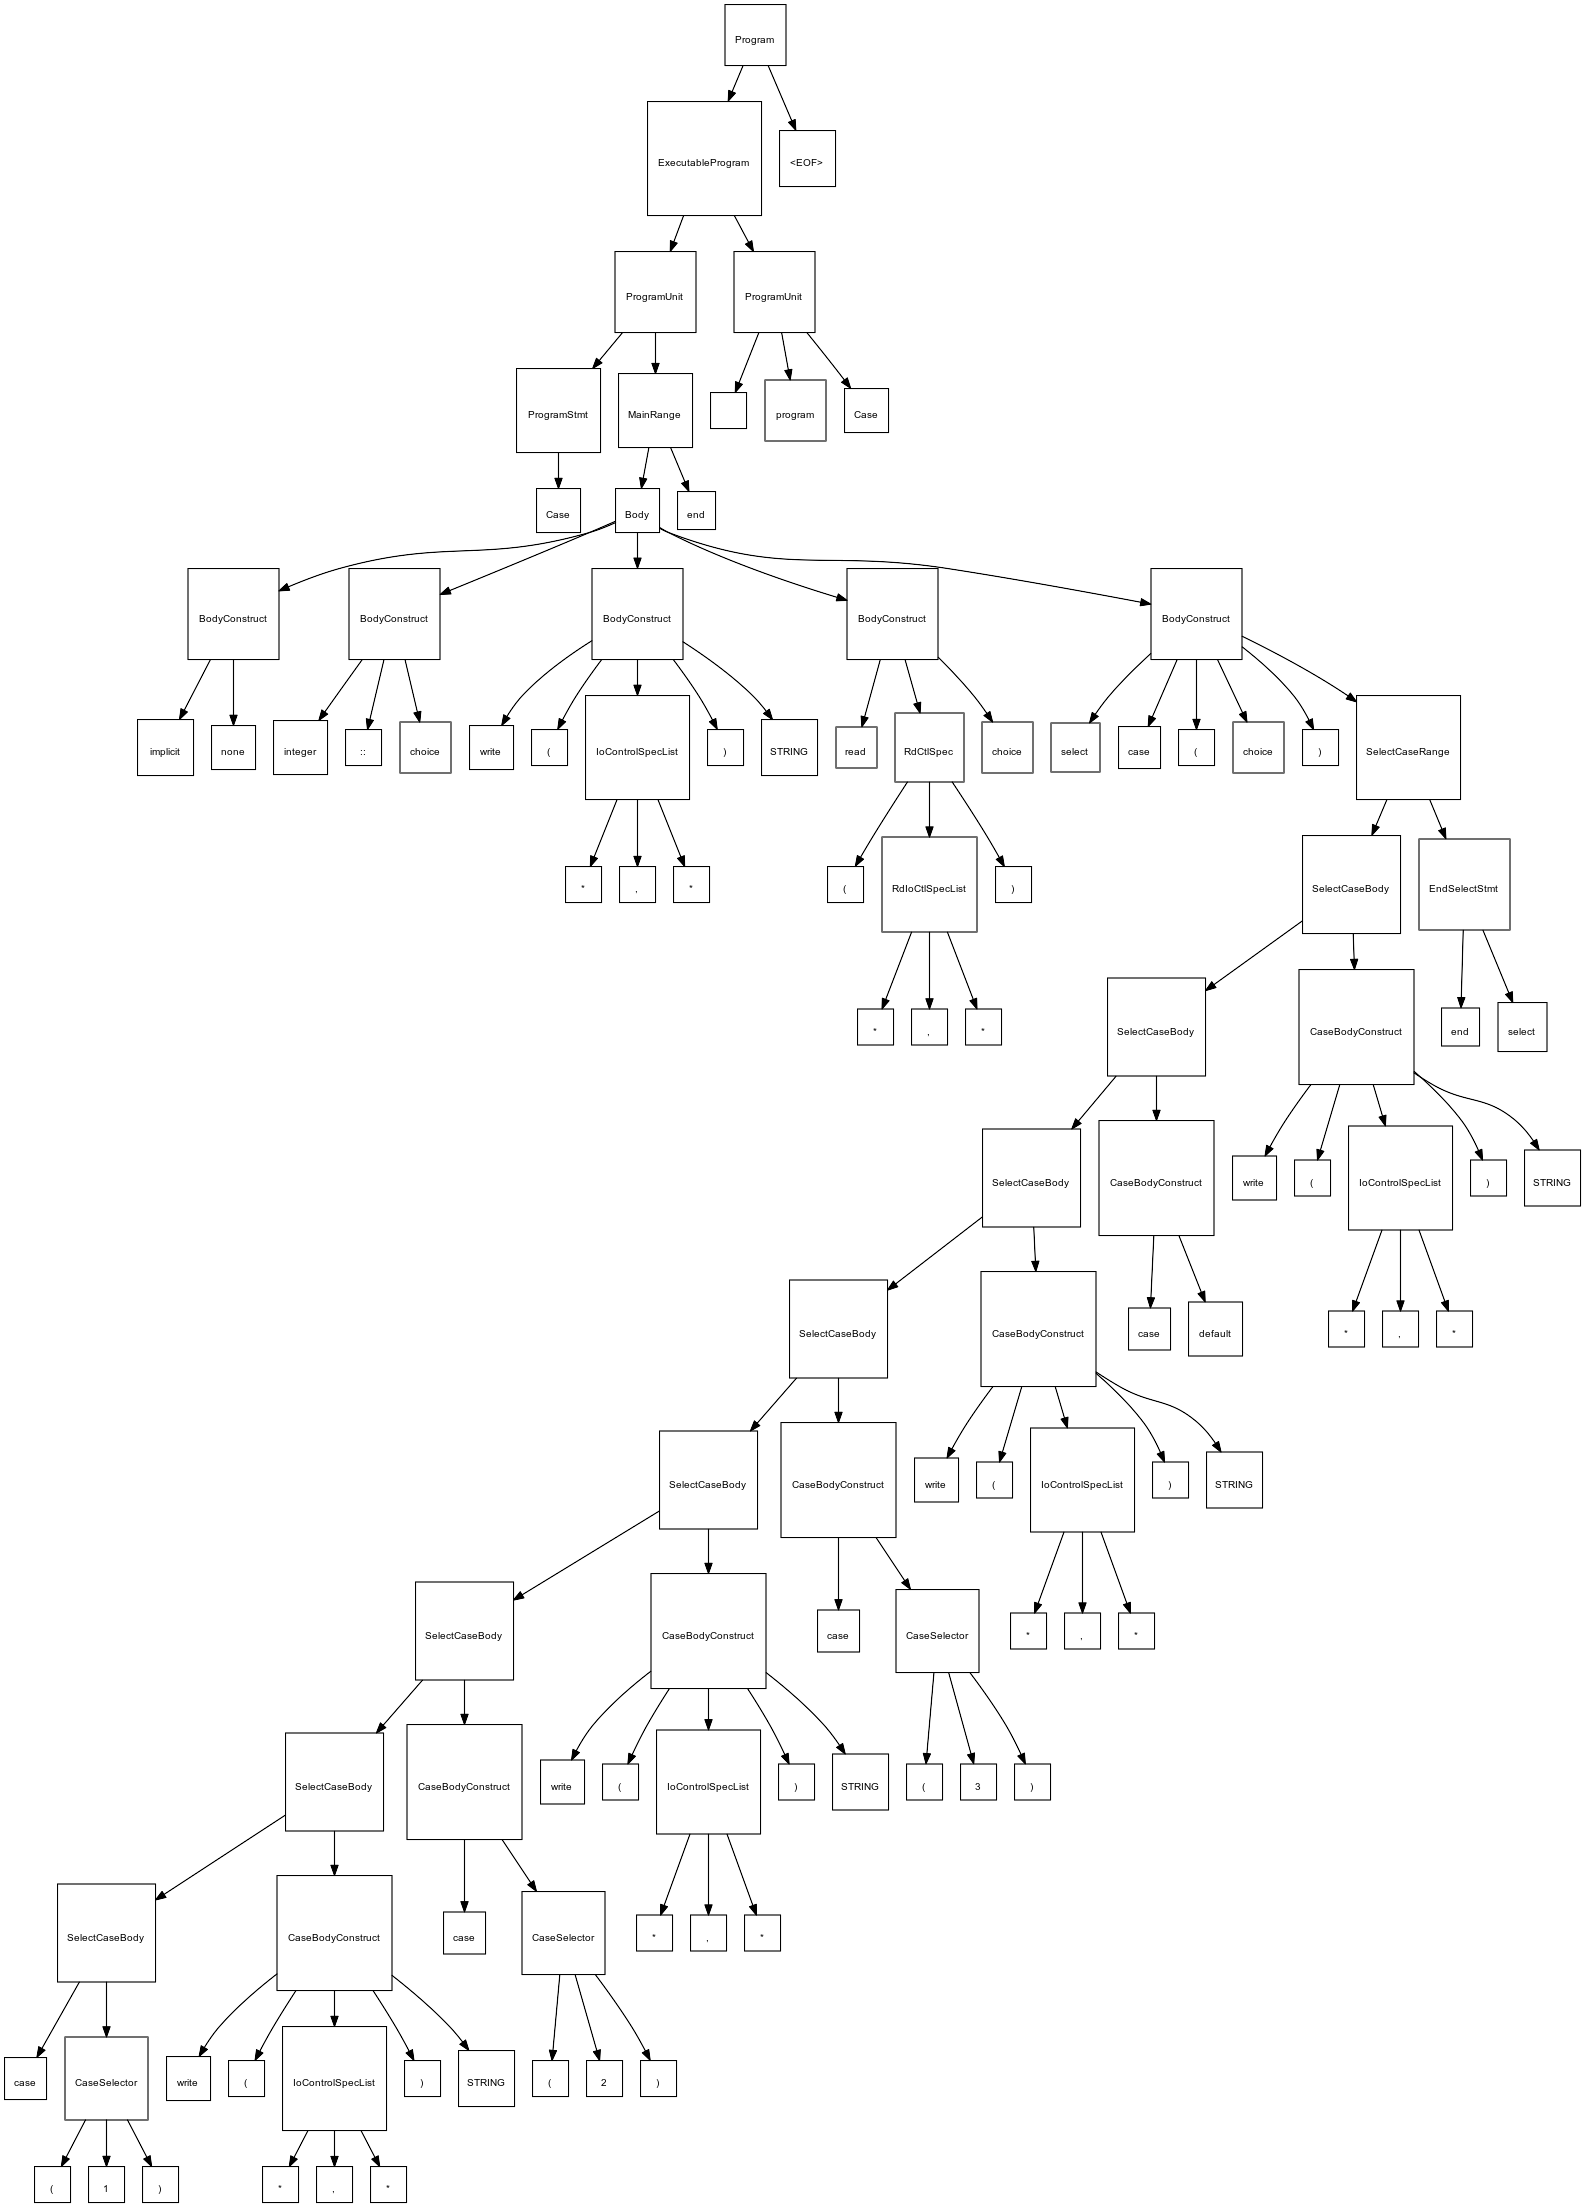 Program
ExecutableProgram
<EOF>
ProgramUnit
ProgramUnit
ProgramStmt
MainRange
program
Case
Case
Body
end
BodyConstruct
BodyConstruct
BodyConstruct
BodyConstruct
BodyConstruct
implicit
none
integer
::
choice
write
(
IoControlSpecList
)
STRING
read
RdCtlSpec
choice
select
case
(
choice
)
SelectCaseRange
*
,
*
(
RdIoCtlSpecList
)
SelectCaseBody
EndSelectStmt
*
,
*
SelectCaseBody
CaseBodyConstruct
end
select
SelectCaseBody
CaseBodyConstruct
write
(
IoControlSpecList
)
STRING
SelectCaseBody
CaseBodyConstruct
case
default
*
,
*
SelectCaseBody
CaseBodyConstruct
write
(
IoControlSpecList
)
STRING
SelectCaseBody
CaseBodyConstruct
case
CaseSelector
*
,
*
SelectCaseBody
CaseBodyConstruct
write
(
IoControlSpecList
)
STRING
(
3
)
SelectCaseBody
CaseBodyConstruct
case
CaseSelector
*
,
*
case
CaseSelector
write
(
IoControlSpecList
)
STRING
(
2
)
(
1
)
*
,
*